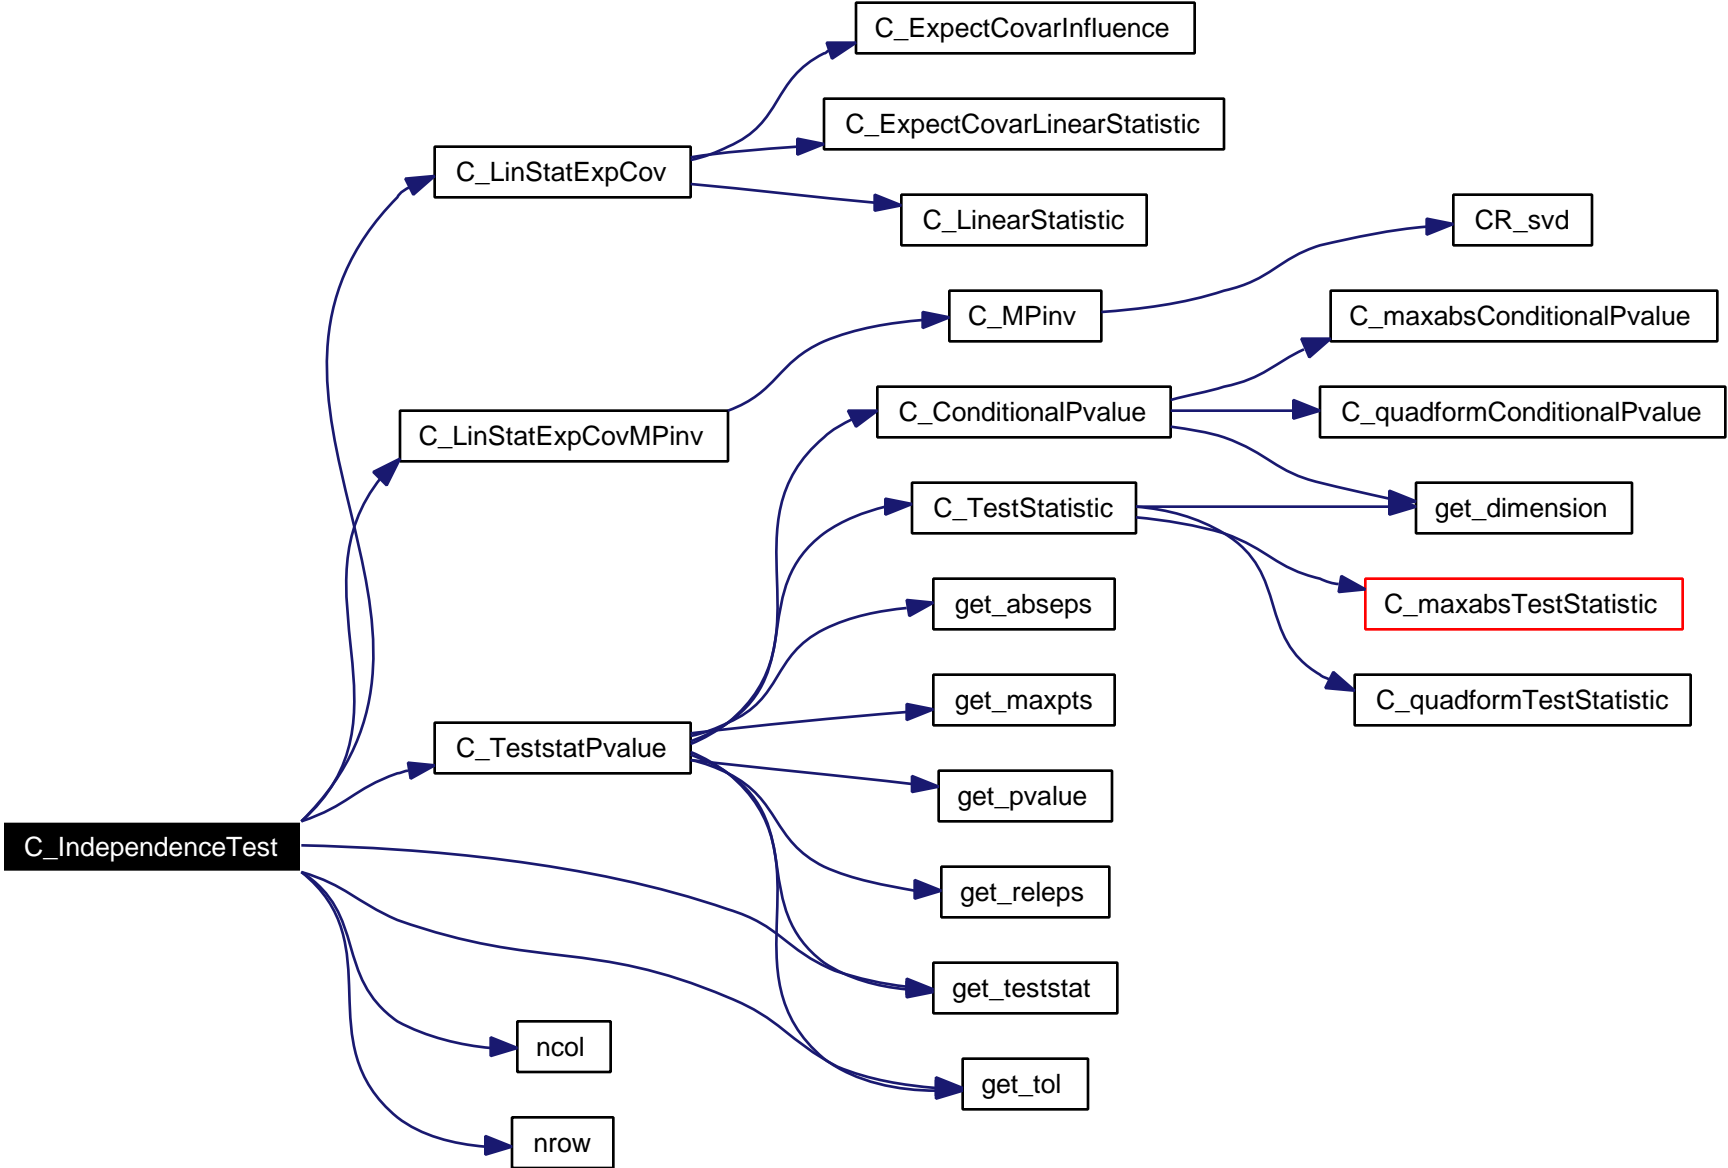 C_ExpectCovarInfluence
C_ExpectCovarLinearStatistic
C_LinStatExpCov
C_LinearStatistic
CR_svd
C_MPinv
C_maxabsConditionalPvalue
C_ConditionalPvalue
C_quadformConditionalPvalue
C_LinStatExpCovMPinv
C_TestStatistic
get_dimension
get_abseps
C_maxabsTestStatistic
get_maxpts
C_quadformTestStatistic
C_TeststatPvalue
get_pvalue
C_IndependenceTest
get_releps
get_teststat
ncol
get_tol
nrow